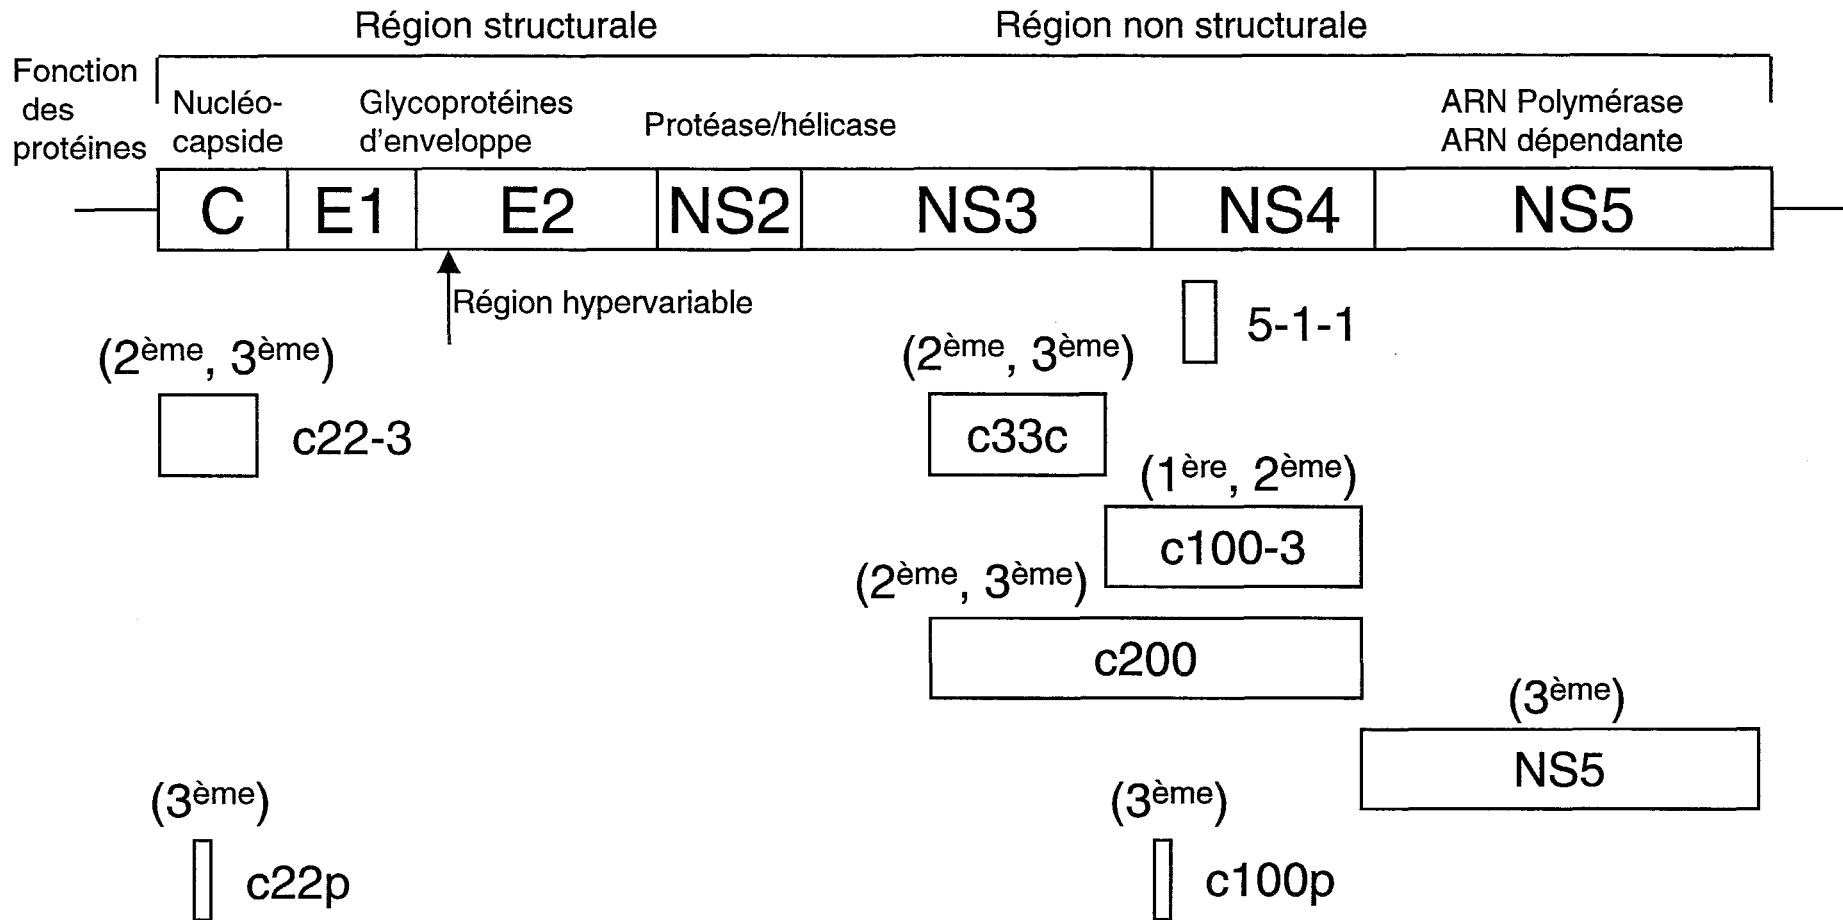 Région structurale
Région non structurale
Fonction
des
protéines
Nucléo-
capside
Glycoprotéines
d'enveloppe
Protéase/hélicase
ARN Polymérase
ARN dépendante
C E1 E2 NS2 NS3 NS4 NS5
Région hypervariable
5-1-1
(2ème, 3ème)
c22-3
(2ème, 3ème)
c33c
(1ère, 2ème)
c100-3
(2ème, 3ème)
c200
(3ème)
NS5
(3ème)
c22p
(3ème)
c100p